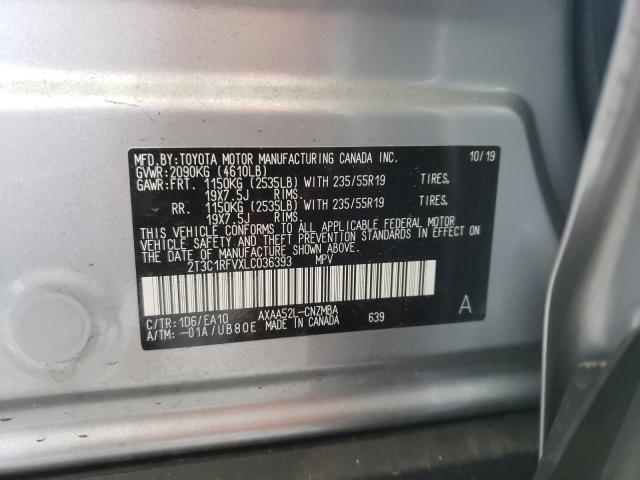 MFD.BY:TOYOTA MOTOR MANUFACTURING CANADA INC. 10/19
GVWR:2090KG (4610LB)
GAWR:FRT. 1150KG (2535LB) WITH 235/55R19 TIRES.
19X7.5J RIMS.
RR. 1150KG (2535LB) WITH 235/55R19 TIRES.
19X7.5J RIMS.
THIS VEHICLE CONFORMS TO ALL APPLICABLE FEDERAL MOTOR
VEHICLE SAFETY AND THEFT PREVENTION STANDARDS IN EFFECT ON
THE DATE OF MANUFACTURE SHOWN ABOVE.
2T3C1RFVXLC036393 MPV
C/TR:1D6/EA10 AXAA52L-CNZMBA A
A/TM:-01A/UB80E MADE IN CANADA 639